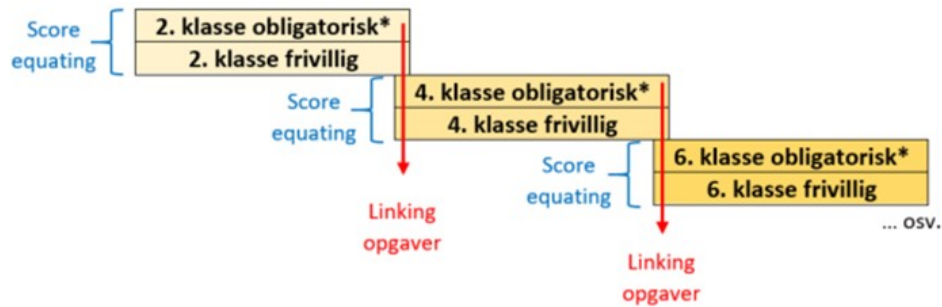 Score
equating
2. klasse obligatorisk*
2. klasse frivillig
Score
equating
4. klasse obligatorisk*
4. klasse frivillig
Linking
opgaver
Score
equating
6. klasse obligatorisk*
6. klasse frivillig
... osv.
Linking
opgaver